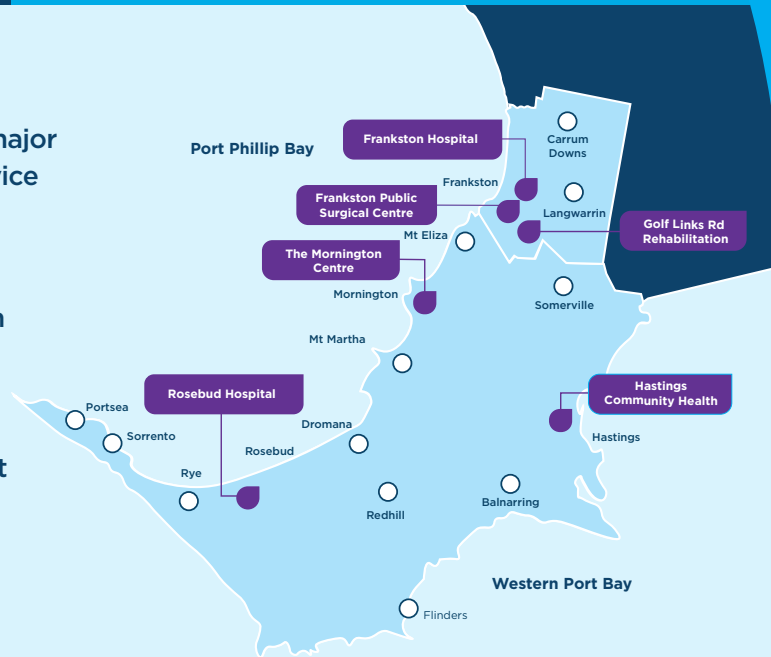 Port Phillip Bay
Frankston Hospital
Carrum
Downs
Frankston
Frankston Public
Surgical Centre
Langwarrin
Golf Links Rd
Rehabilitation
Mt Eliza
The Mornington
Centre
Mornington
Somerville
Mt Martha
Rosebud Hospital
Hastings
Community Health
Portsea
Sorrento
Dromana
Hastings
Rosebud
Rye
Balnarring
Redhill
Western Port Bay
Flinders